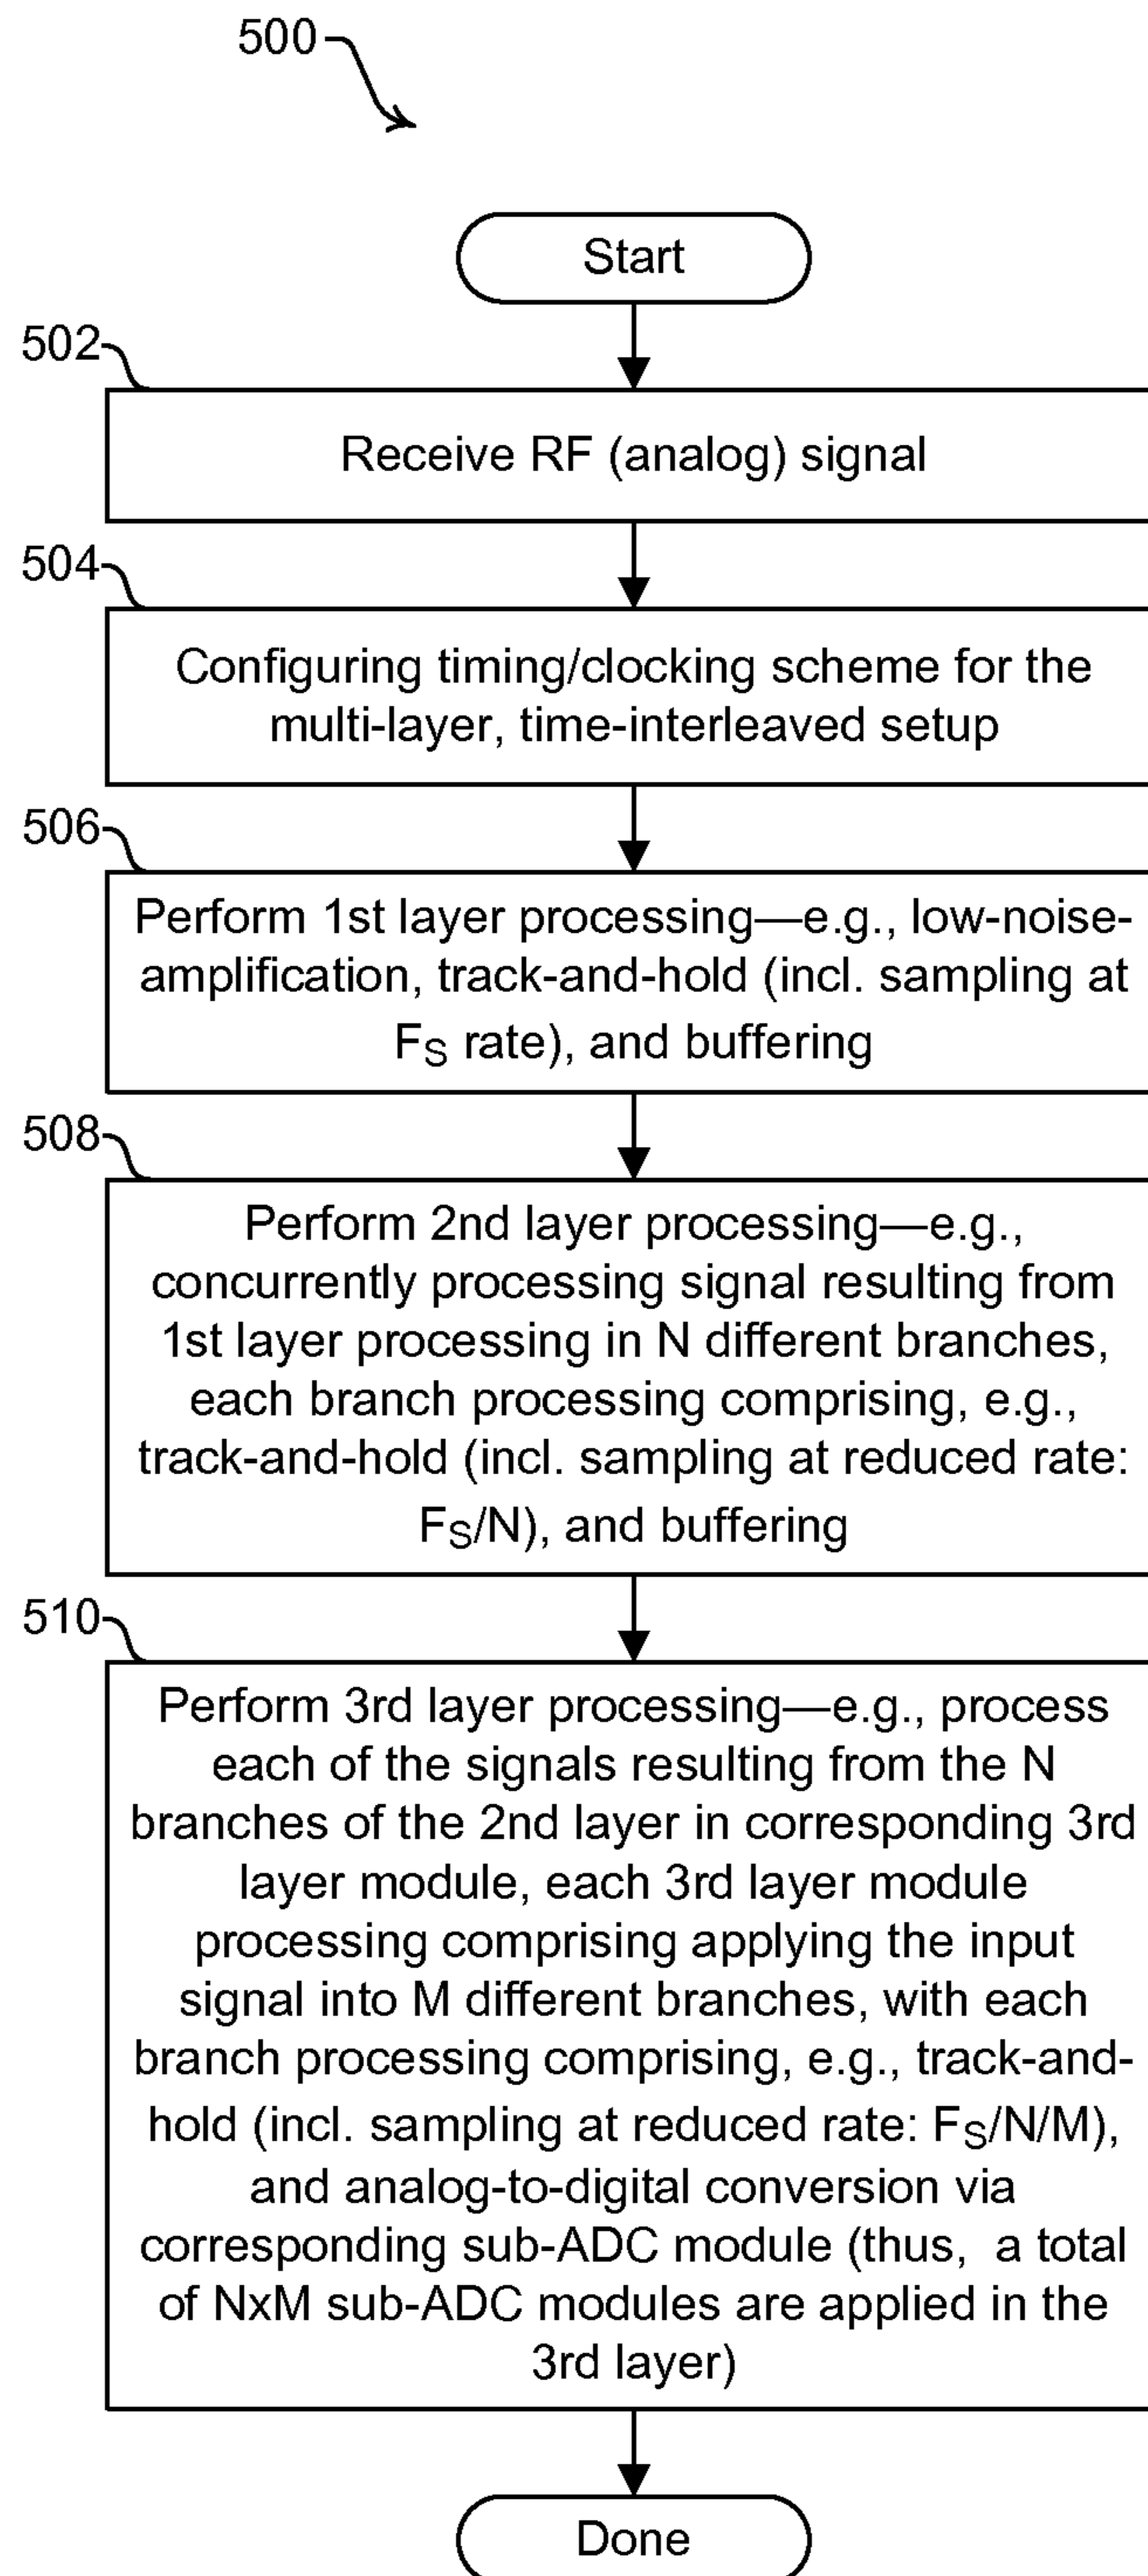 500
Start
502
Receive RF (analog) signal
504
Configuring timing/clocking scheme for the
multi-layer, time-interleaved setup
506
Perform 1st layer processing—e.g., low-noise-
amplification, track-and-hold (incl. sampling at
FS rate), and buffering
508
Perform 2nd layer processing—e.g.,
concurrently processing signal resulting from
1st layer processing in N different branches,
each branch processing comprising, e.g.,
track-and-hold (incl. sampling at reduced rate:
FS/N), and buffering
510
Perform 3rd layer processing—e.g., process
each of the signals resulting from the N
branches of the 2nd layer in corresponding 3rd
layer module, each 3rd layer module
processing comprising applying the input
signal into M different branches, with each
branch processing comprising, e.g., track-and-
hold (incl. sampling at reduced rate: FS/N/M),
and analog-to-digital conversion via
corresponding sub-ADC module (thus,  a total
of NxM sub-ADC modules are applied in the
3rd layer)
Done